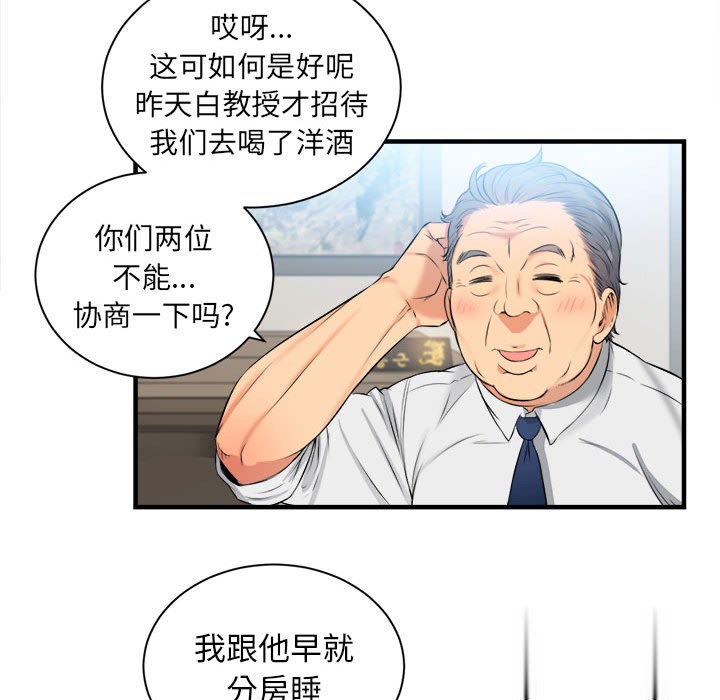 哎呀...
这可如何是好呢
昨天白教授才招待
我们去喝了洋酒
你们两位
不能...
协商一下吗?
我跟他早就
分房睡